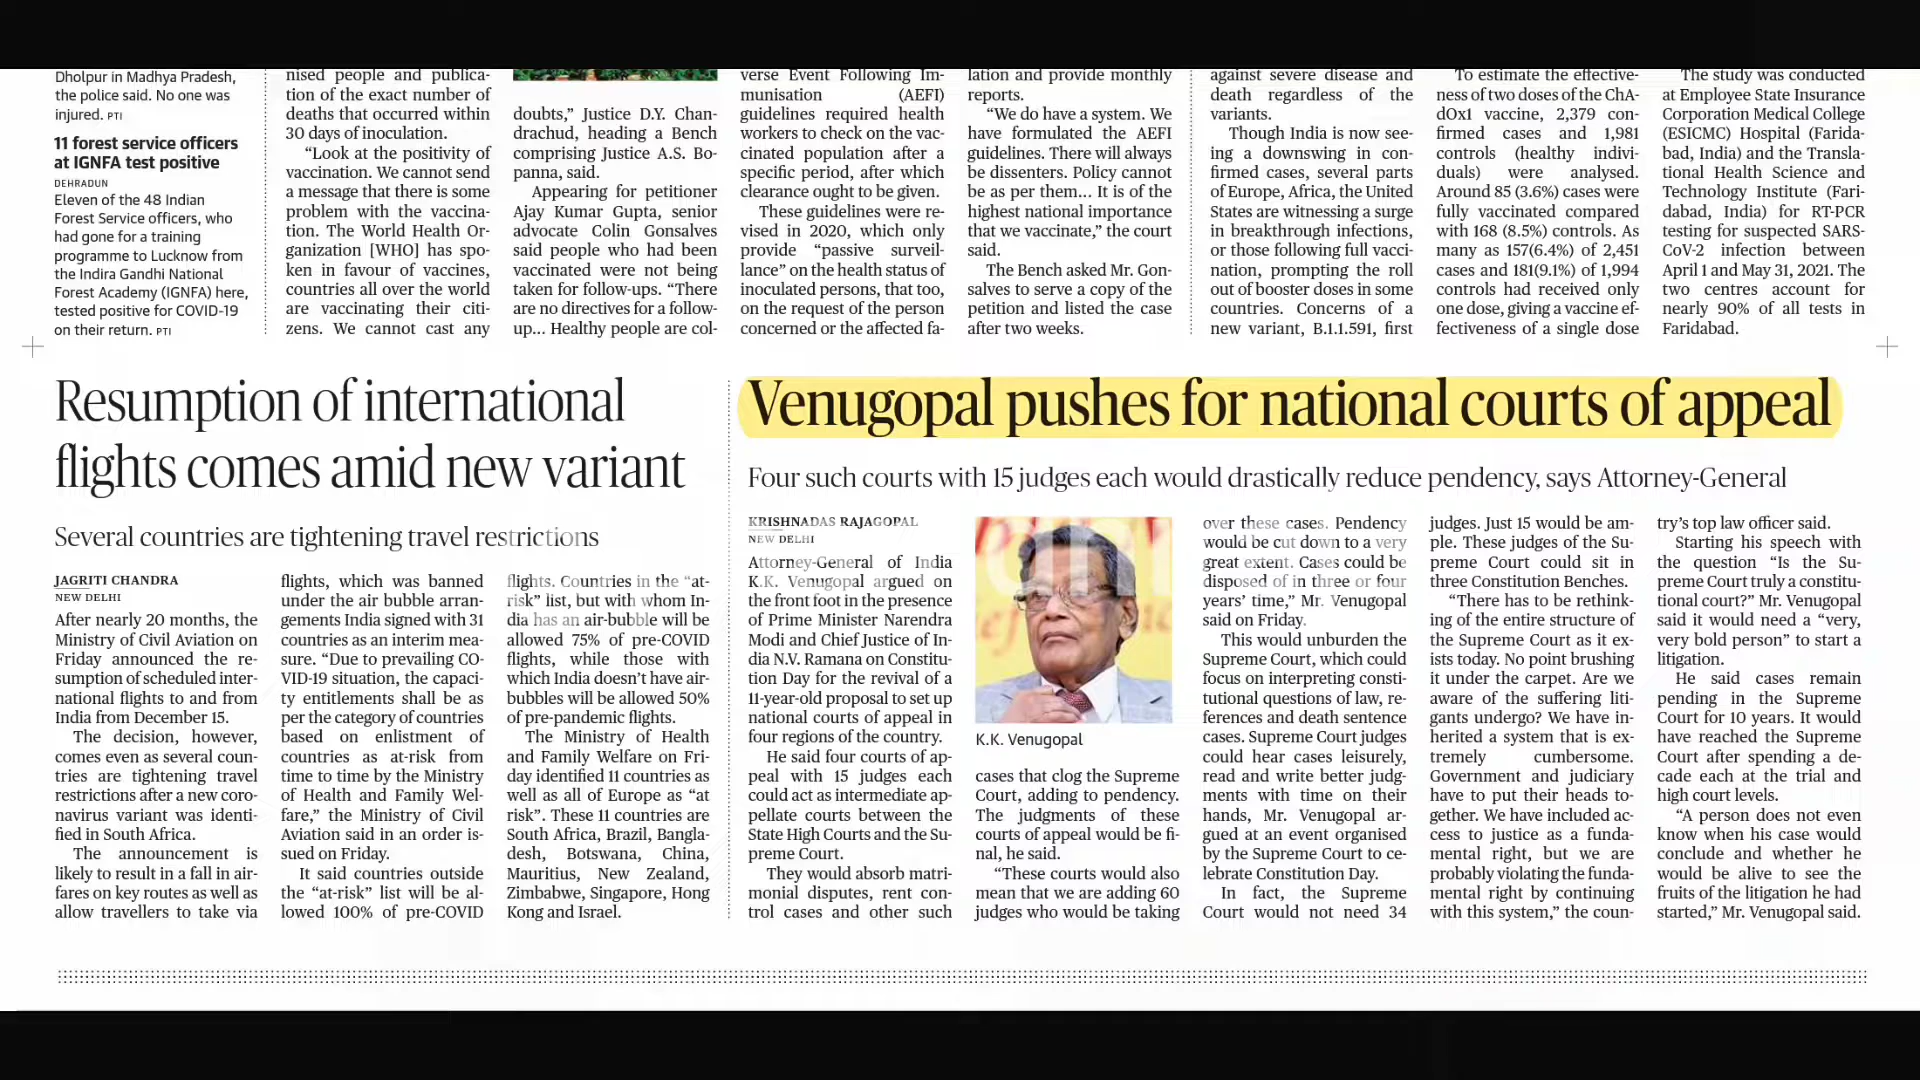 Dholpur in Madhya Pradesh,
the police said. No one was
injured. PTI
11 forest service officers
at IGNFA test positive
DEHRADUN
Eleven of the 48 Indian
Forest Service officers, who
had gone for a training
programme to Lucknow from
the Indira Gandhi National
Forest Academy (IGNFA) here,
tested positive for COVID-19
on their return. PTI
nised people and publica-
tion of the exact number of
deaths that occurred within
30 days of inoculation.
“Look at the positivity of
vaccination. We cannot send
a message that there is some
problem with the vaccina-
tion. The World Health Or-
ganization [WHO] has spo-
ken in favour of vaccines,
countries all over the world
are vaccinating their citi-
zens. We cannot cast any
doubts,” Justice D.Y. Chan-
drachud, heading a Bench
comprising Justice A.S. Bo-
panna, said.
Appearing for petitioner
Ajay Kumar Gupta, senior
advocate Colin Gonsalves
said people who had been
vaccinated were not being
taken for follow-ups. “There
are no directives for a follow-
up... Healthy people are col-
verse Event Following Im-
munisation (AEFI)
guidelines required health
workers to check on the vac-
cinated population after a
specific period, after which
clearance ought to be given.
These guidelines were re-
vised in 2020, which only
provide “passive surveil-
lance” on the health status of
inoculated persons, that too,
on the request of the person
concerned or the affected fa-
lation and provide monthly
reports.
“We do have a system. We
have formulated the AEFI
guidelines. There will always
be dissenters. Policy cannot
be as per them... It is of the
highest national importance
that we vaccinate,” the court
said.
The Bench asked Mr. Gon-
salves to serve a copy of the
petition and listed the case
after two weeks.
against severe disease and
death regardless of the
variants.
Though India is now see-
ing a downswing in con-
firmed cases, several parts
of Europe, Africa, the United
States are witnessing a surge
in breakthrough infections,
or those following full vacci-
nation, prompting the roll
out of booster doses in some
countries. Concerns of a
new variant, B.1.1.591, first
To estimate the effective-
ness of two doses of the ChA-
dOx1 vaccine, 2,379 con-
firmed cases and 1,981
controls (healthy indivi-
duals) were analysed.
Around 85 (3.6%) cases were
fully vaccinated compared
with 168 (8.5%) controls. As
many as 157(6.4%) of 2,451
cases and 181(9.1%) of 1,994
controls had received only
one dose, giving a vaccine ef-
fectiveness of a single dose
The study was conducted
at Employee State Insurance
Corporation Medical College
(ESICMC) Hospital (Farida-
bad, India) and the Transla-
tional Health Science and
Technology Institute (Fari-
dabad, India) for RT-PCR
testing for suspected SARS-
CoV-2 infection between
April 1 and May 31, 2021. The
two centres account for
nearly 90% of all tests in
Faridabad.
Resumption of international
flights comes amid new variant
Several countries are tightening travel restrictions
JAGRITI CHANDRA
NEW DELHI
After nearly 20 months, the
Ministry of Civil Aviation on
Friday announced the re-
sumption of scheduled inter-
national flights to and from
India from December 15.
The decision, however,
comes even as several coun-
tries are tightening travel
restrictions after a new coro-
navirus variant was identi-
fied in South Africa.
The announcement is
likely to result in a fall in air-
fares on key routes as well as
allow travellers to take via
flights, which was banned
under the air bubble arran-
gements India signed with 31
countries as an interim mea-
sure. “Due to prevailing CO-
VID-19 situation, the capaci-
ty entitlements shall be as
per the category of countries
based on enlistment of
countries as at-risk from
time to time by the Ministry
of Health and Family Wel-
fare,” the Ministry of Civil
Aviation said in an order is-
sued on Friday.
It said countries outside
the “at-risk” list will be al-
lowed 100% of pre-COVID
flights. Countries in the “at-
risk” list, but with whom In-
dia has an air-bubble will be
allowed 75% of pre-COVID
flights, while those with
which India doesn’t have air-
bubbles will be allowed 50%
of pre-pandemic flights.
The Ministry of Health
and Family Welfare on Fri-
day identified 11 countries as
well as all of Europe as “at
risk”. These 11 countries are
South Africa, Brazil, Bangla-
desh, Botswana, China,
Mauritius, New Zealand,
Zimbabwe, Singapore, Hong
Kong and Israel.
Venugopal pushes for national courts of appeal
Four such courts with 15 judges each would drastically reduce pendency, says Attorney-General
KRISHNADAS RAJAGOPAL
NEW DELHI
Attorney-General of India
K.K. Venugopal argued on
the front foot in the presence
of Prime Minister Narendra
Modi and Chief Justice of In-
dia N.V. Ramana on Constitu-
tion Day for the revival of a
11-year-old proposal to set up
national courts of appeal in
four regions of the country.
He said four courts of ap-
peal with 15 judges each
could act as intermediate ap-
pellate courts between the
State High Courts and the Su-
preme Court.
They would absorb matri-
monial disputes, rent con-
trol cases and other such
K.K. Venugopal
cases that clog the Supreme
Court, adding to pendency.
The judgments of these
courts of appeal would be fi-
nal, he said.
“These courts would also
mean that we are adding 60
judges who would be taking
over these cases. Pendency
would be cut down to a very
great extent. Cases could be
disposed of in three or four
years’ time,” Mr. Venugopal
said on Friday.
This would unburden the
Supreme Court, which could
focus on interpreting consti-
tutional questions of law, re-
ferences and death sentence
cases. Supreme Court judges
could hear cases leisurely,
read and write better judg-
ments with time on their
hands, Mr. Venugopal ar-
gued at an event organised
by the Supreme Court to ce-
lebrate Constitution Day.
In fact, the Supreme
Court would not need 34
judges. Just 15 would be am-
ple. These judges of the Su-
preme Court could sit in
three Constitution Benches.
“There has to be rethink-
ing of the entire structure of
the Supreme Court as it ex-
ists today. No point brushing
it under the carpet. Are we
aware of the suffering liti-
gants undergo? We have in-
herited a system that is ex-
tremely cumbersome.
Government and judiciary
have to put their heads to-
gether. We have included ac-
cess to justice as a funda-
mental right, but we are
probably violating the funda-
mental right by continuing
with this system,” the coun-
try’s top law officer said.
Starting his speech with
the question “Is the Su-
preme Court truly a constitu-
tional court?” Mr. Venugopal
said it would need a “very,
very bold person” to start a
litigation.
He said cases remain
pending in the Supreme
Court for 10 years. It would
have reached the Supreme
Court after spending a de-
cade each at the trial and
high court levels.
“A person does not even
know when his case would
conclude and whether he
would be alive to see the
fruits of the litigation he had
started,” Mr. Venugopal said.